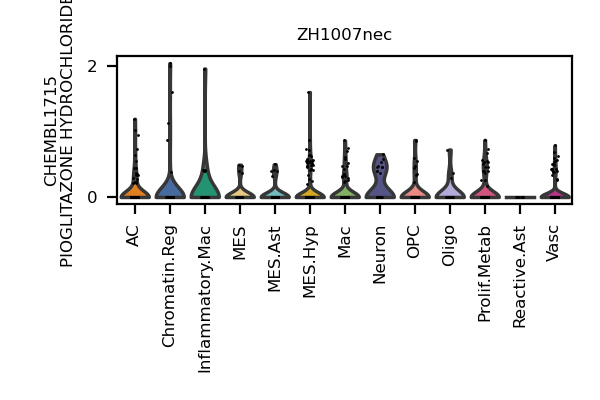 ZH1007nec
CHEMBL1715
PIOGLITAZONE HYDROCHLORIDE
2
0
AC
Chromatin.Reg
Inflammatory.Mac
MES
MES.Ast
MES.Hyp
Mac
Neuron
OPC
Oligo
Prolif.Metab
Reactive.Ast
Vasc